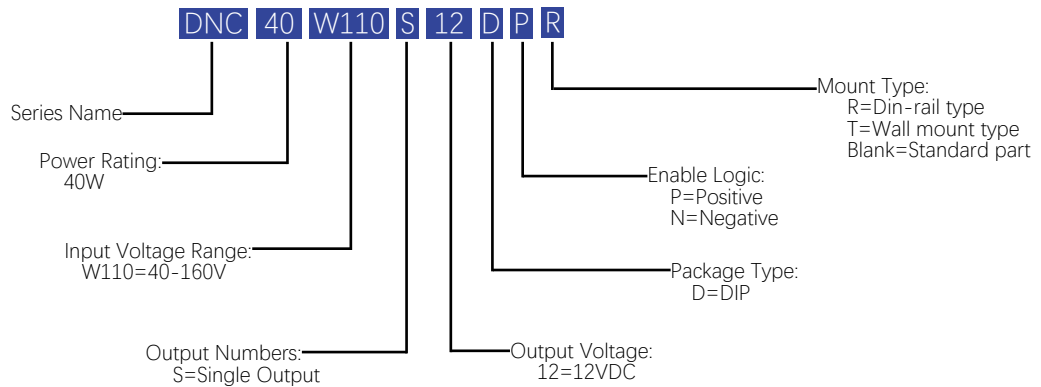 DNC 40 W110 S 12 D P R
Series Name
Power Rating:
40W
Input Voltage Range:
W110=40-160V
Output Numbers:
S=Single Output
Output Voltage:
12=12VDC
Package Type:
D=DIP
Enable Logic:
P=Positive
N=Negative
Mount Type:
R=Din-rail type
T=Wall mount type
Blank=Standard part